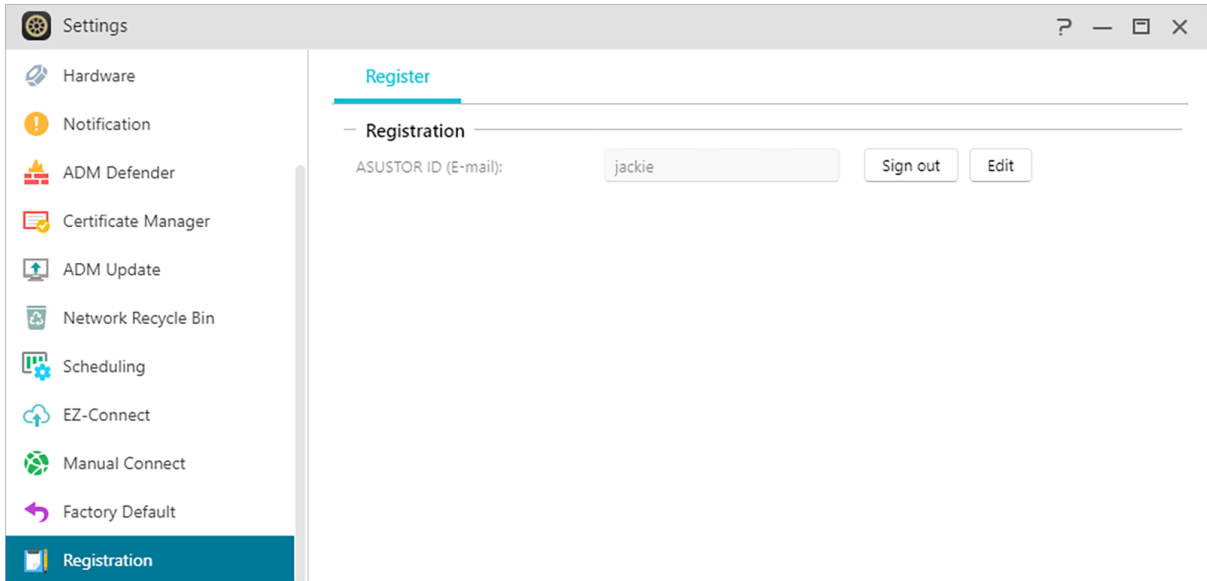 Settings
Hardware
Notification
ADM Defender
Certificate Manager
ADM Update
Network Recycle Bin
Scheduling
EZ-Connect
Manual Connect
Factory Default
Registration
Register
Registration
ASUSTOR ID (E-mail): jackie Sign out Edit